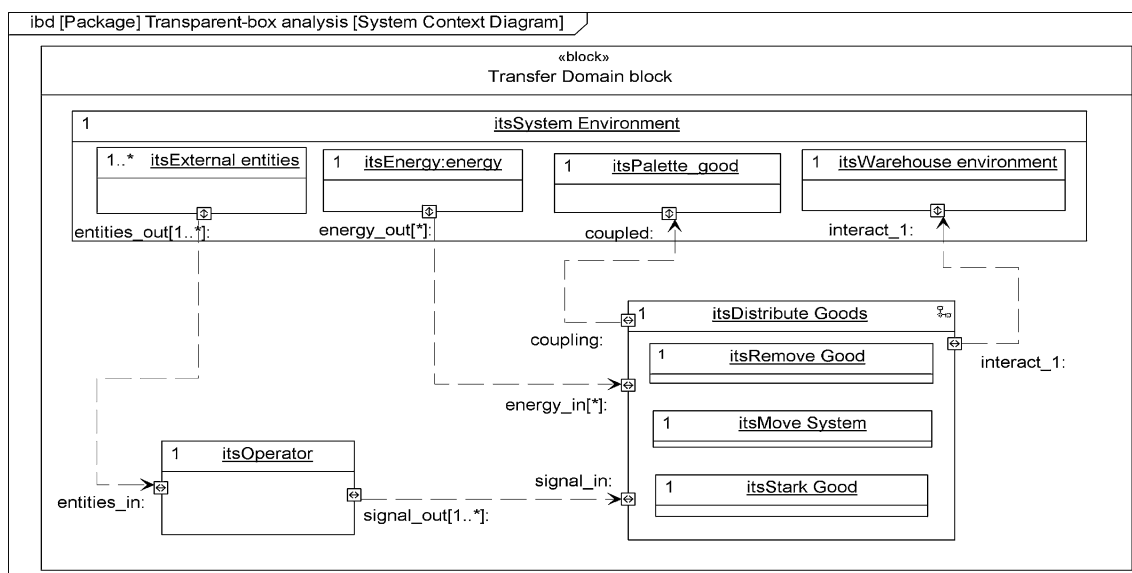 ibd [Package] Transparent-box analysis [System Context Diagram]
«block»
Transfer Domain block
1 itsSystem Environment
1..* itsExternal entities
1 itsEnergy:energy
1 itsPalette_good
1 itsWarehouse environment
entities_out[1..*]:
energy_out[*]:
coupled:
interact_1:
1 itsDistribute Goods
coupling:
interact_1:
1 itsRemove Good
energy_in[*]:
1 itsMove System
1 itsOperator
signal_in:
1 itsStark Good
entities_in:
signal_out[1..*]: